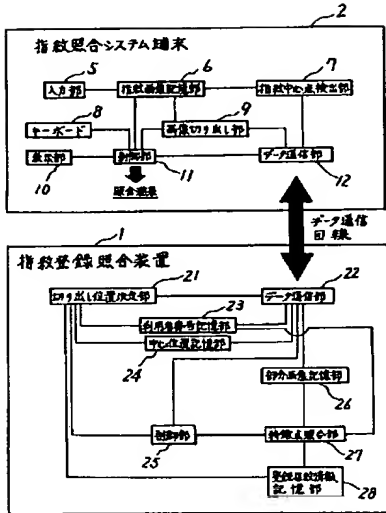 2
指紋照合システム端末
5
6
7
入力部
指紋画像記憶部
指紋中心点検出部
8
9
キーボード
画像切り出し部
表示部
制御部
データ通信部
10
11
12
照合結果
データ通信
回線
1
指紋登録照合装置
21
22
切り出し位置決定部
データ通信部
23
利用者番号記憶部
中心位置記憶部
24
部分画像記憶部
26
制御部
特徴点照合部
25
27
登録指紋情報
記憶部
28